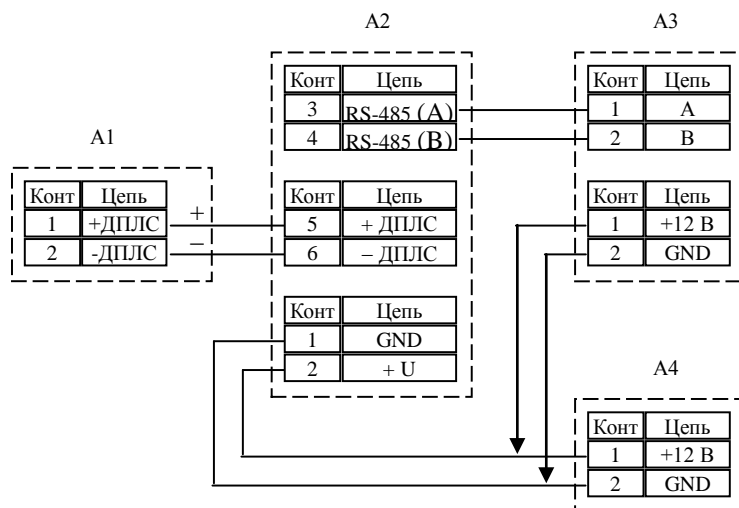 A2
A3
Конт Цепь
3 RS-485 (A)
4 RS-485 (B)
Конт Цепь
1 A
2 B
A1
Конт Цепь
1 +ДПЛС
2 -ДПЛС
+
–
Конт Цепь
5 + ДПЛС
6 – ДПЛС
Конт Цепь
1 +12 В
2 GND
Конт Цепь
1 GND
2 + U
A4
Конт Цепь
1 +12 В
2 GND